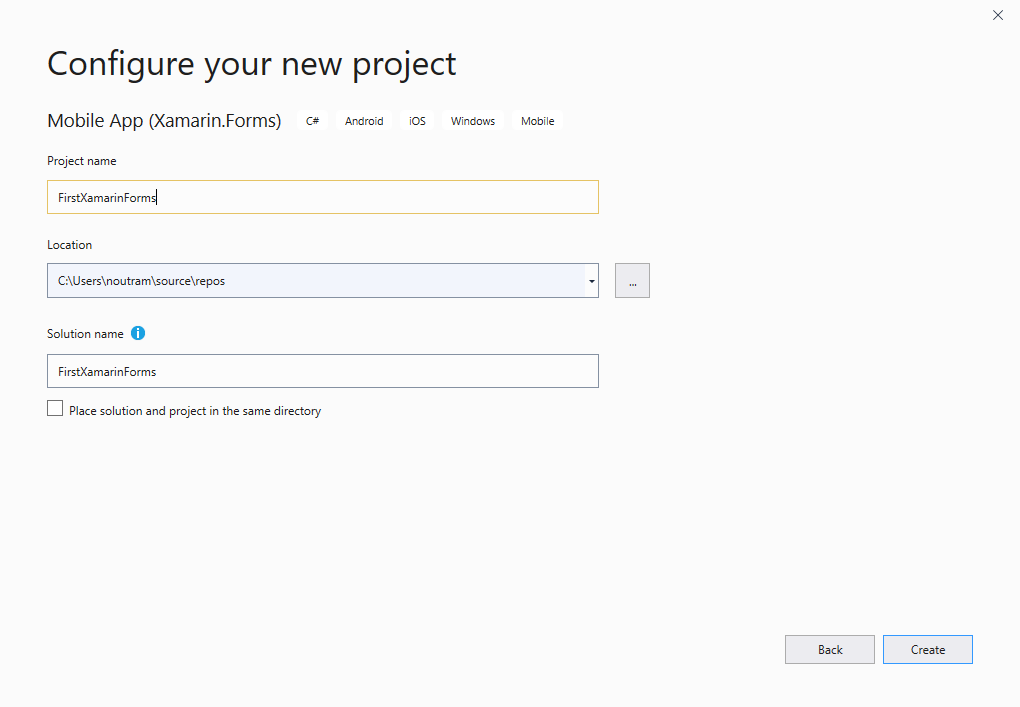 Configure your new project
Mobile App (Xamarin.Forms) C# Android iOS Windows Mobile
Project name
FirstXamarinForms
Location
C:\Users\noutram\source\repos
...
Solution name
FirstXamarinForms
Place solution and project in the same directory
Back Create